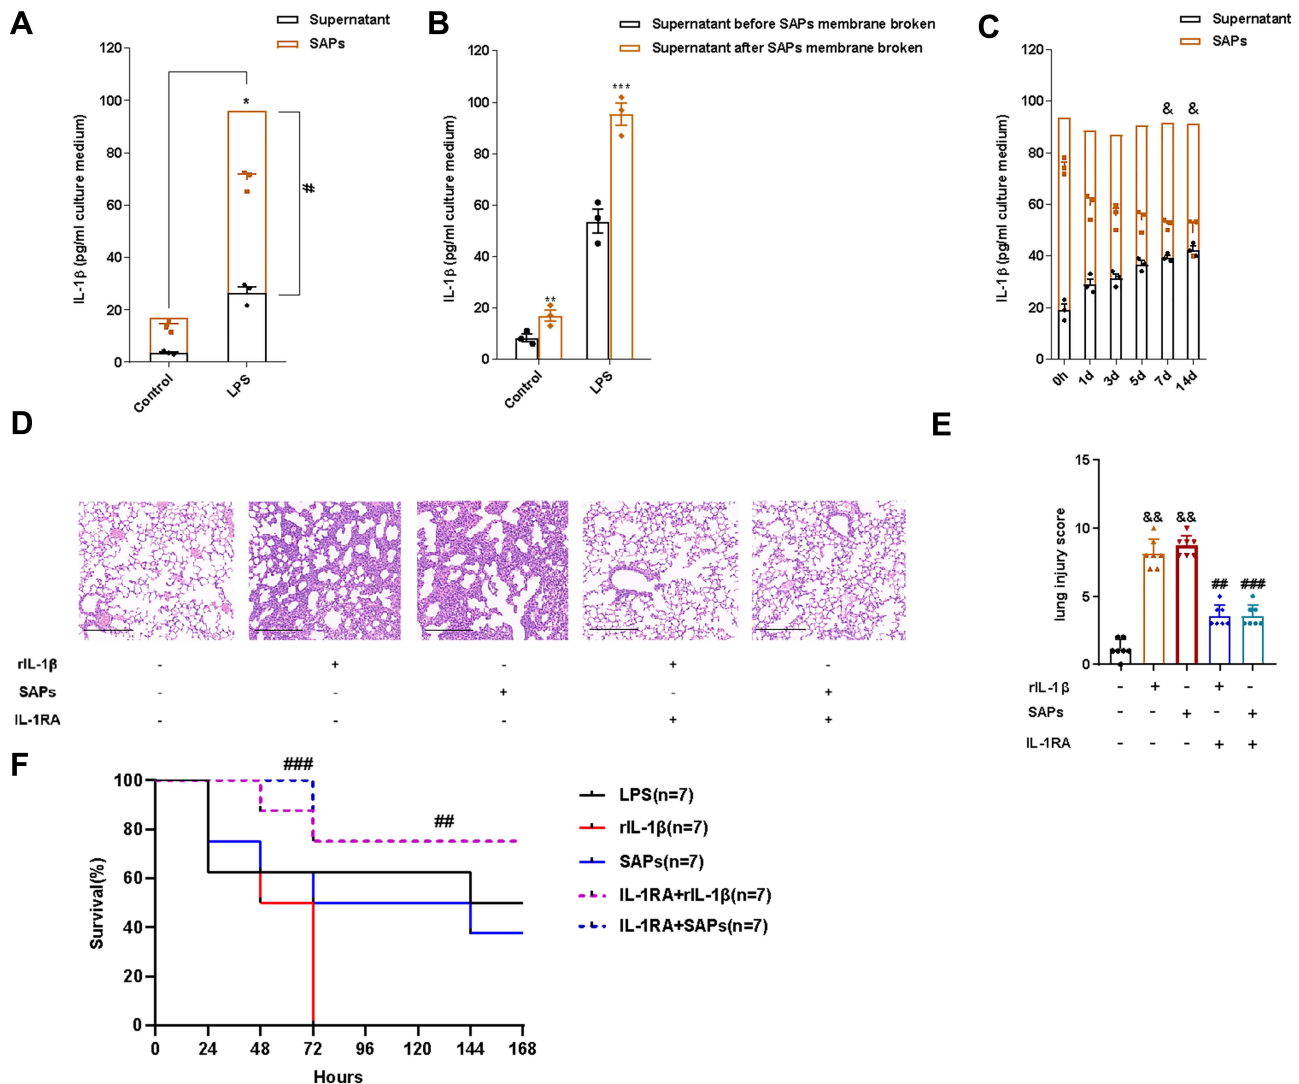 A
Supernatant
SAPs
IL-1β (pg/ml culture medium)
120
100
80
60
40
20
0
*
#
Control
LPS
B
Supernatant before SAPs membrane broken
Supernatant after SAPs membrane broken
IL-1β (pg/ml culture medium)
120
100
80
60
40
20
0
**
***
Control
LPS
C
Supernatant
SAPs
IL-1β (pg/ml culture medium)
120
100
80
60
40
20
0
& &
0h 1d 3d 5d 7d 14d
D
rIL-1β - + - + -
SAPs - - + - +
IL-1RA - - - + +
E
lung injury score
15
10
5
0
&& && ## ###
rIL-1β - + - + -
SAPs - - + - +
IL-1RA - - - + +
F
Survival(%)
100
80
60
40
20
0
###
##
0 24 48 72 96 120 144 168
Hours
LPS(n=7)
rIL-1β(n=7)
SAPs(n=7)
IL-1RA+rIL-1β(n=7)
IL-1RA+SAPs(n=7)